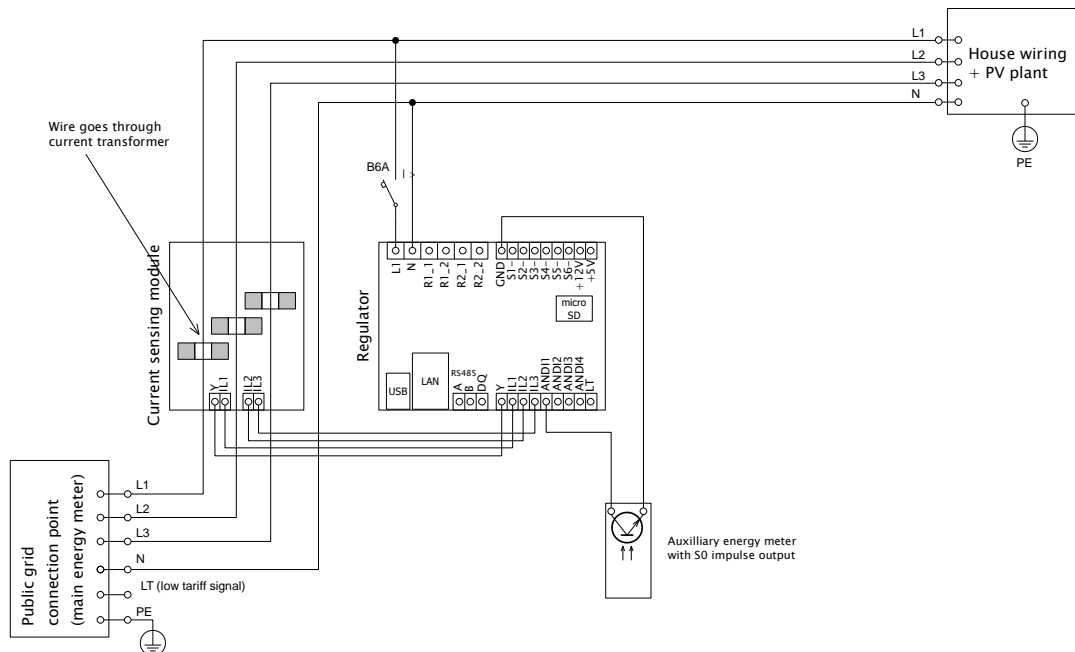 L1
L2
L3
N
House wiring
+ PV plant
PE
Wire goes through
current transformer
B6A
I >
Current sensing module
Y
IL1
IL2
IL3
Regulator
L1
N
R1_1
R1_2
R2_1
R2_2
GND
S1-
S2-
S3-
S4-
S5-
S6-
+12V
+5V
micro
SD
USB
LAN
RS485
A
B
DQ
Y
IL1
IL2
IL3
ANDI1
ANDI2
ANDI3
ANDI4
LT
Public grid
connection point
(main energy meter)
L1
L2
L3
N
LT (low tariff signal)
PE
Auxilliary energy meter
with S0 impulse output